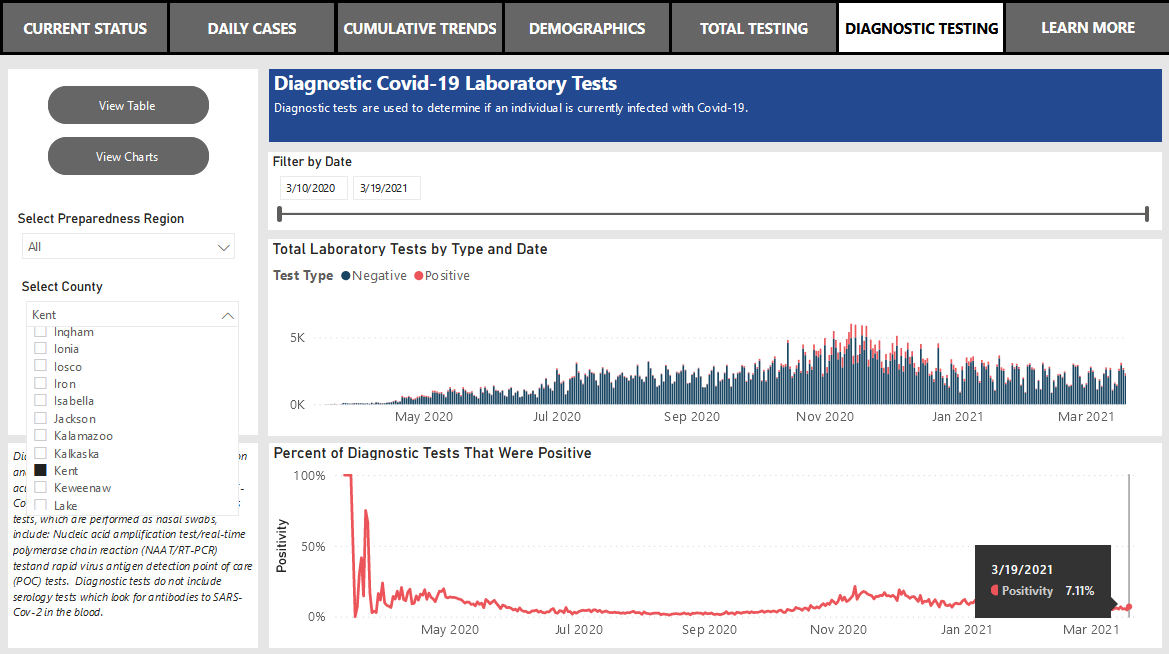 CURRENT STATUS
DAILY CASES
CUMULATIVE TRENDS
DEMOGRAPHICS
TOTAL TESTING
DIAGNOSTIC TESTING
LEARN MORE
View Table
View Charts
Select Preparedness Region
All
Select County
Kent
Ingham
Ionia
Iosco
Iron
Isabella
Jackson
Kalamazoo
Kalkaska
Kent
Keweenaw
Lake
tests, which are performed as nasal swabs,
include: Nucleic acid amplification test/real-time
polymerase chain reaction (NAAT/RT-PCR)
testand rapid virus antigen detection point of care
(POC) tests. Diagnostic tests do not include
serology tests which look for antibodies to SARS-
Cov-2 in the blood.
Diagnostic Covid-19 Laboratory Tests
Diagnostic tests are used to determine if an individual is currently infected with Covid-19.
Filter by Date
3/10/2020
3/19/2021
Total Laboratory Tests by Type and Date
Test Type Negative Positive
5K
0K
May 2020 Jul 2020 Sep 2020 Nov 2020 Jan 2021 Mar 2021
Percent of Diagnostic Tests That Were Positive
Positivity
100%
50%
0%
3/19/2021
Positivity 7.11%
May 2020 Jul 2020 Sep 2020 Nov 2020 Jan 2021 Mar 2021